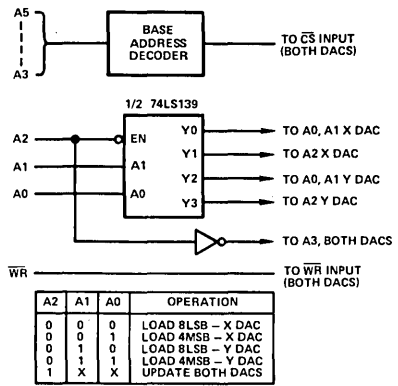 A5
A3
BASE
ADDRESS
DECODER
TO CS INPUT
(BOTH DACS)
1/2 74LS139
A2
A1
A0
EN
A1
A0
Y0
Y1
Y2
Y3
TO A0, A1 X DAC
TO A2 X DAC
TO A0, A1 Y DAC
TO A2 Y DAC
TO A3, BOTH DACS
WR
TO WR INPUT
(BOTH DACS)
A2 A1 A0 OPERATION
0 0 0 LOAD 8LSB – X DAC
0 0 1 LOAD 4MSB – X DAC
0 1 0 LOAD 8LSB – Y DAC
0 1 1 LOAD 4MSB – Y DAC
1 X X UPDATE BOTH DACS